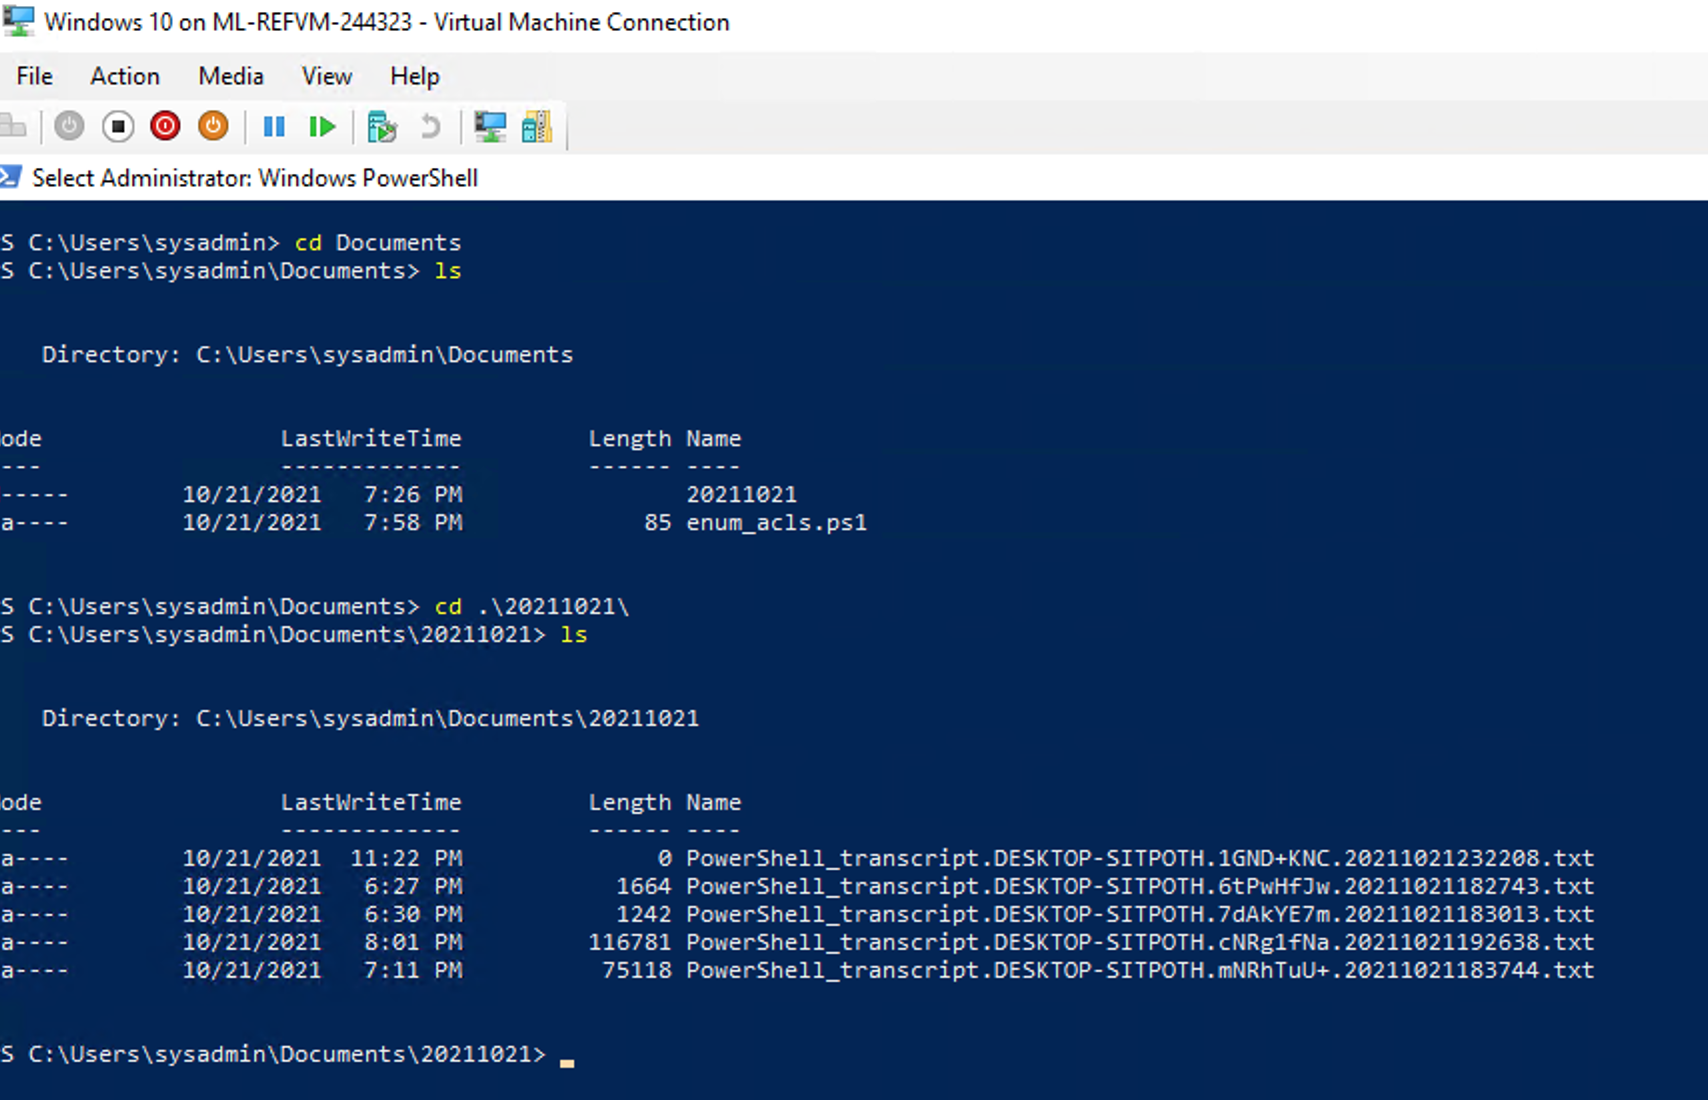 Windows 10 on ML-REFVM-244323 - Virtual Machine Connection
File Action Media View Help
Select Administrator: Windows PowerShell
S C:\Users\sysadmin> cd Documents
S C:\Users\sysadmin\Documents> ls
Directory: C:\Users\sysadmin\Documents
ode LastWriteTime Length Name
--- ------------- ------ ----
----- 10/21/2021 7:26 PM 20211021
a---- 10/21/2021 7:58 PM 85 enum_acls.ps1
S C:\Users\sysadmin\Documents> cd .\20211021\
S C:\Users\sysadmin\Documents\20211021> ls
Directory: C:\Users\sysadmin\Documents\20211021
ode LastWriteTime Length Name
--- ------------- ------ ----
a---- 10/21/2021 11:22 PM 0 PowerShell_transcript.DESKTOP-SITPOTH.1GND+KNC.20211021232208.txt
a---- 10/21/2021 6:27 PM 1664 PowerShell_transcript.DESKTOP-SITPOTH.6tPwHfJw.20211021182743.txt
a---- 10/21/2021 6:30 PM 1242 PowerShell_transcript.DESKTOP-SITPOTH.7dAkYE7m.20211021183013.txt
a---- 10/21/2021 8:01 PM 116781 PowerShell_transcript.DESKTOP-SITPOTH.cNRg1fNa.20211021192638.txt
a---- 10/21/2021 7:11 PM 75118 PowerShell_transcript.DESKTOP-SITPOTH.mNRhTuU+.20211021183744.txt
S C:\Users\sysadmin\Documents\20211021>